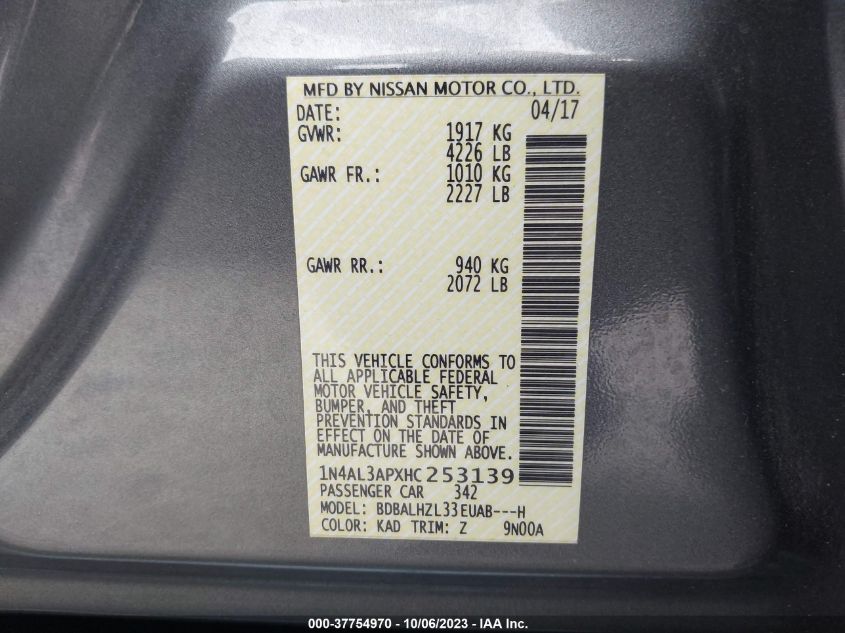 MFD BY NISSAN MOTOR CO., LTD.
DATE: 04/17
GVWR: 1917 KG
4226 LB
GAWR FR.: 1010 KG
2227 LB
GAWR RR.: 940 KG
2072 LB
THIS VEHICLE CONFORMS TO
ALL APPLICABLE FEDERAL
MOTOR VEHICLE SAFETY,
BUMPER, AND THEFT
PREVENTION STANDARDS IN
EFFECT ON THE DATE OF
MANUFACTURE SHOWN ABOVE.
1N4AL3APXHC253139
PASSENGER CAR 342
MODEL: BDBALHZL33EUAB---H
COLOR: KAD TRIM: Z 9N00A
000-37754970 - 10/06/2023 - IAA Inc.